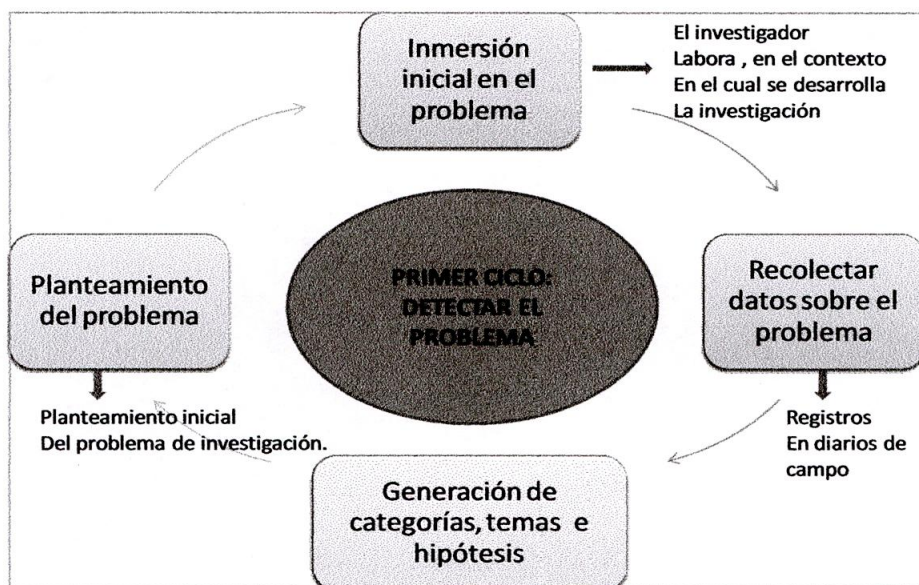 Inmersión
inicial en el
problema
El investigador
Labora , en el contexto
En el cual se desarrolla
La investigación
Planteamiento
del problema
PRIMER CICLO:
DETECTAR EL
PROBLEMA
Recolectar
datos sobre el
problema
Planteamiento inicial
Del problema de investigación.
Registros
En diarios de
campo
Generación de
categorías, temas e
hipótesis